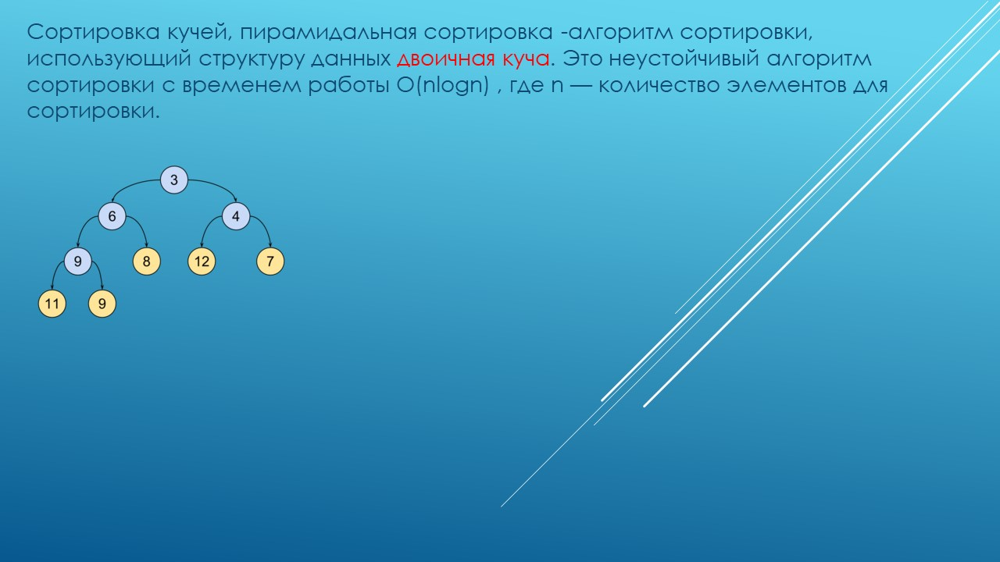 Сортировка кучей, пирамидальная сортировка -алгоритм сортировки,
использующий структуру данных двоичная куча. Это неустойчивый алгоритм
сортировки с временем работы O(nlogn) , где n — количество элементов для
сортировки.
3
6 4
9 8 12 7
11 9